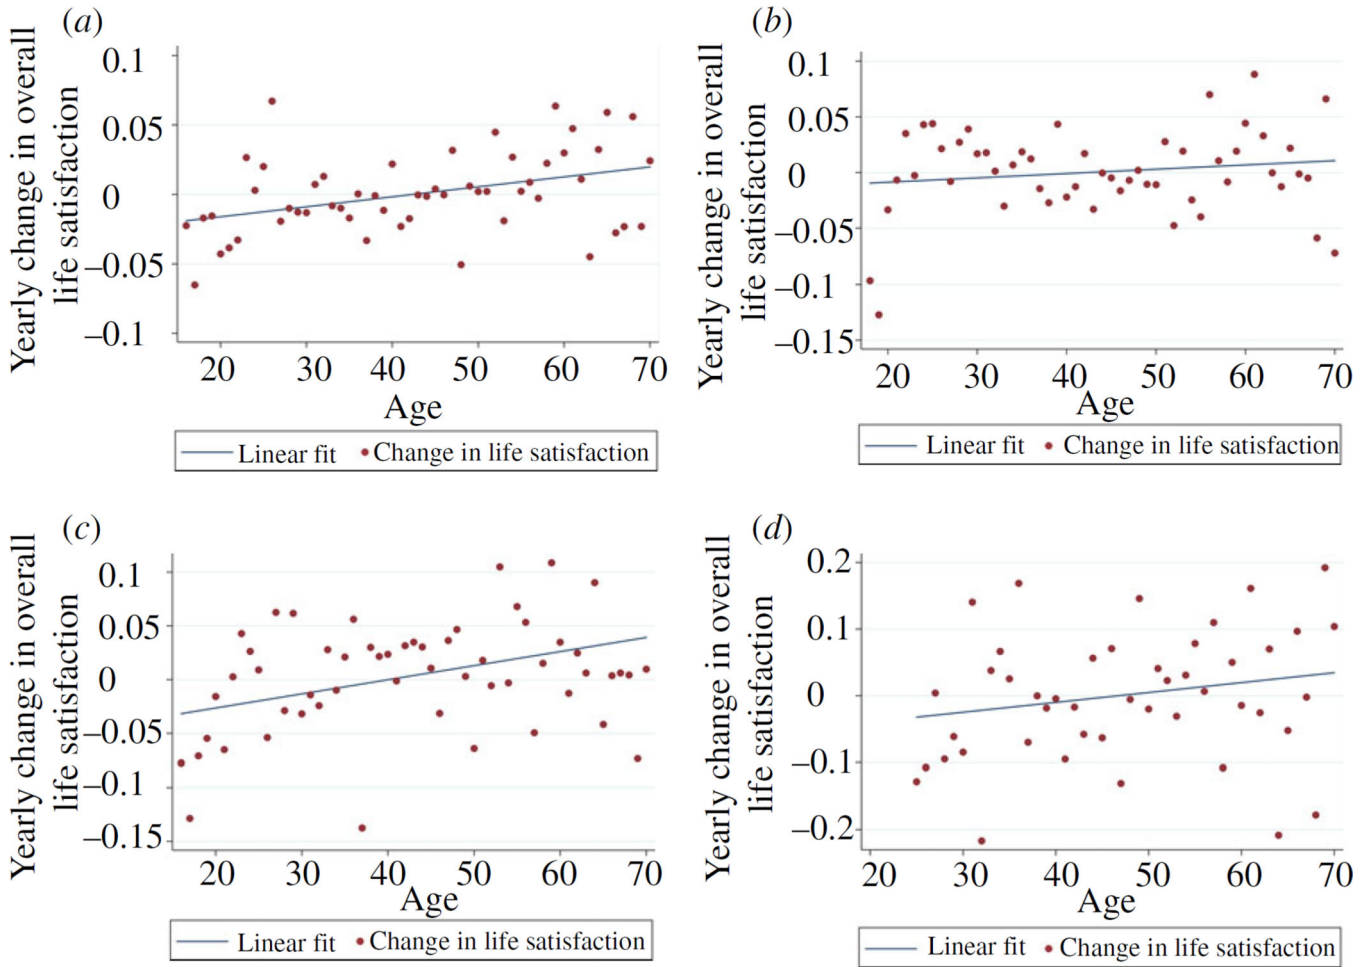 (a)
Yearly change in overall
life satisfaction
0.1
0.05
0
–0.05
–0.1
20 30 40 50 60 70
Age
Linear fit Change in life satisfaction
(b)
Yearly change in overall
life satisfaction
0.1
0.05
0
–0.05
–0.1
–0.15
20 30 40 50 60 70
Age
Linear fit Change in life satisfaction
(c)
Yearly change in overall
life satisfaction
0.1
0.05
0
–0.05
–0.1
–0.15
20 30 40 50 60 70
Age
Linear fit Change in life satisfaction
(d)
Yearly change in overall
life satisfaction
0.2
0.1
0
–0.1
–0.2
20 30 40 50 60 70
Age
Linear fit Change in life satisfaction